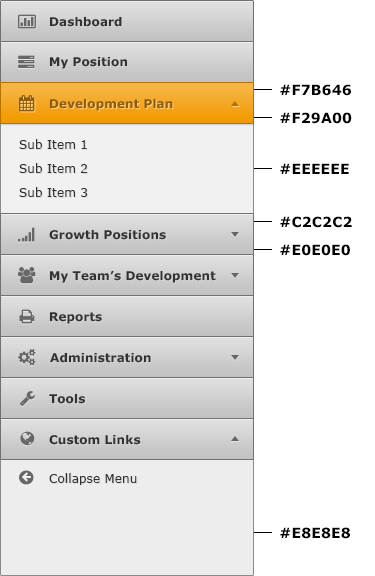 Dashboard
My Position
Development Plan
#F7B646
#F29A00
Sub Item 1
Sub Item 2
#EEEEEE
Sub Item 3
#C2C2C2
Growth Positions
#E0E0E0
My Team's Development
Reports
Administration
Tools
Custom Links
Collapse Menu
#E8E8E8